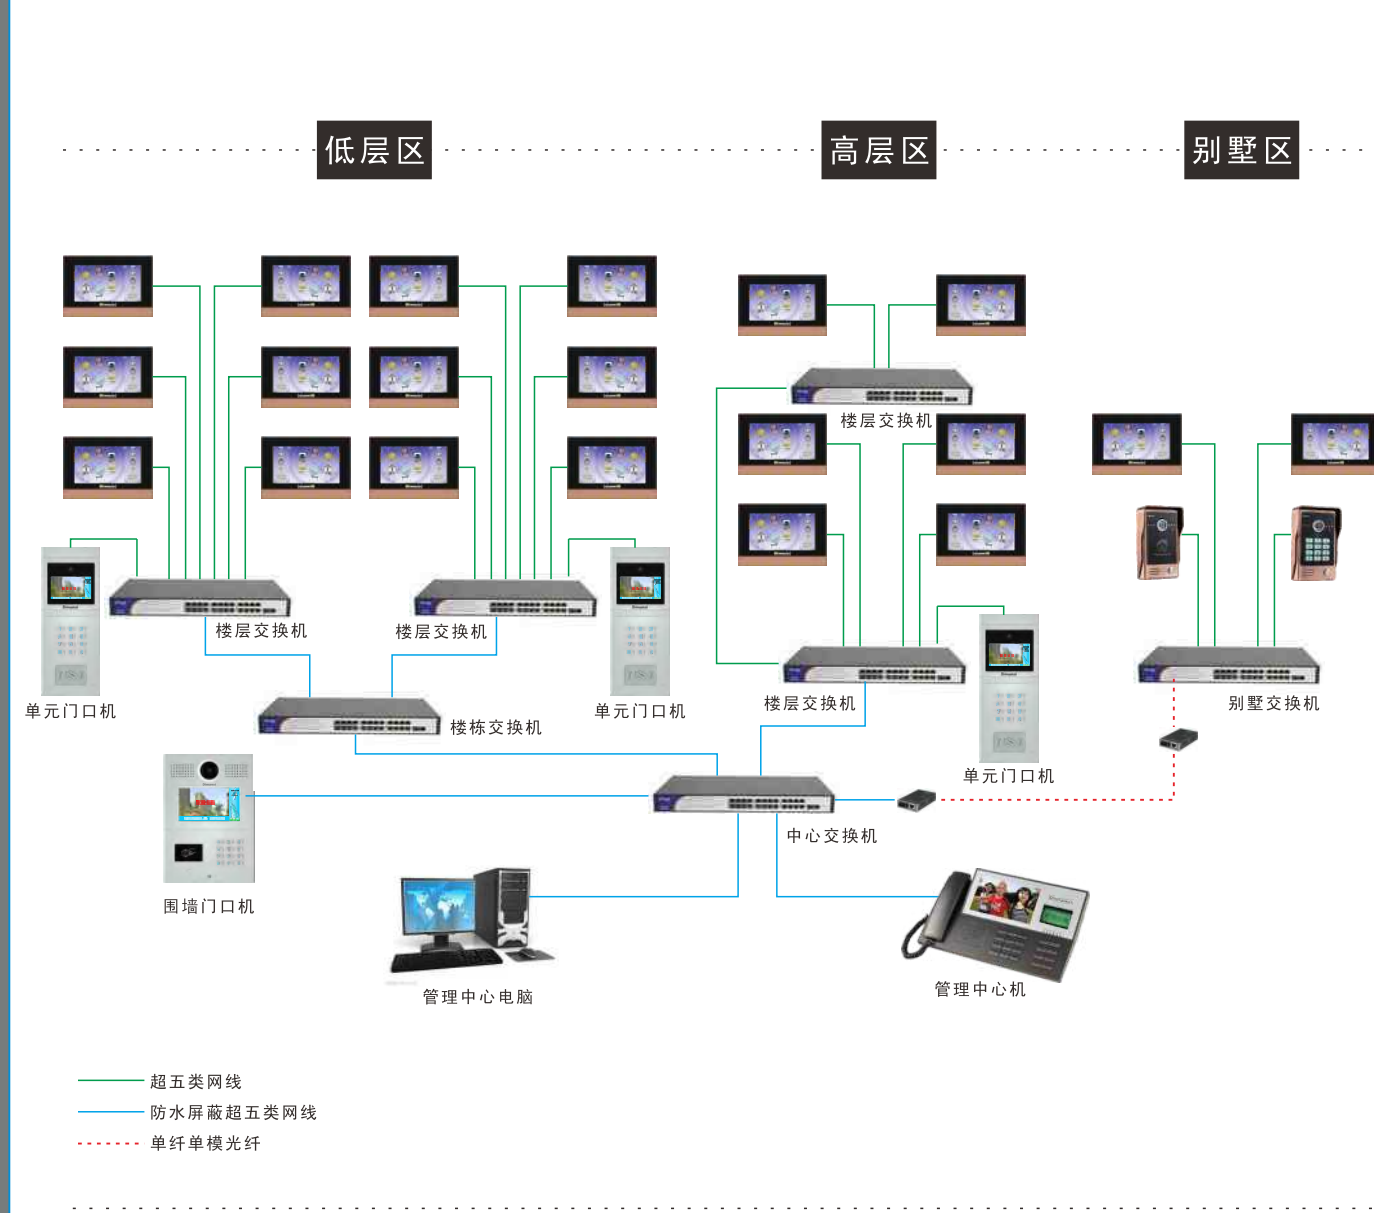 低层区
高层区
别墅区
楼层交换机
楼层交换机
楼层交换机
单元门口机
楼栋交换机
单元门口机
楼层交换机
别墅交换机
单元门口机
中心交换机
围墙门口机
管理中心电脑
管理中心机
超五类网线
防水屏蔽超五类网线
单纤单模光纤